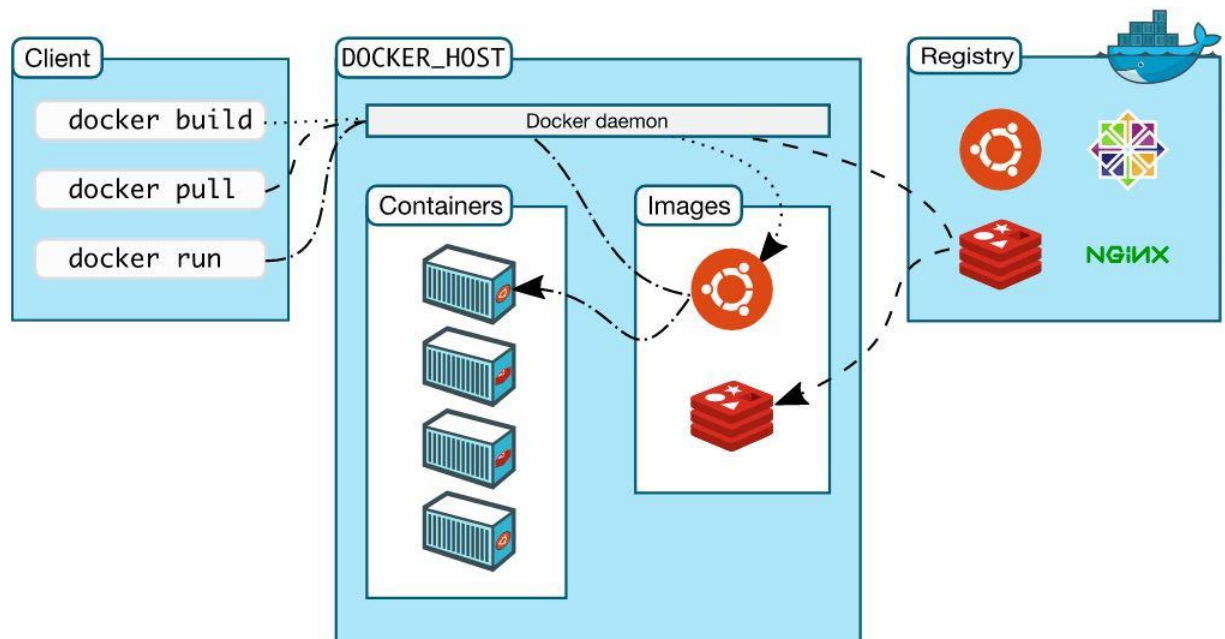 Client
docker build
docker pull
docker run
DOCKER_HOST
Docker daemon
Containers
Images
Registry
NGINX